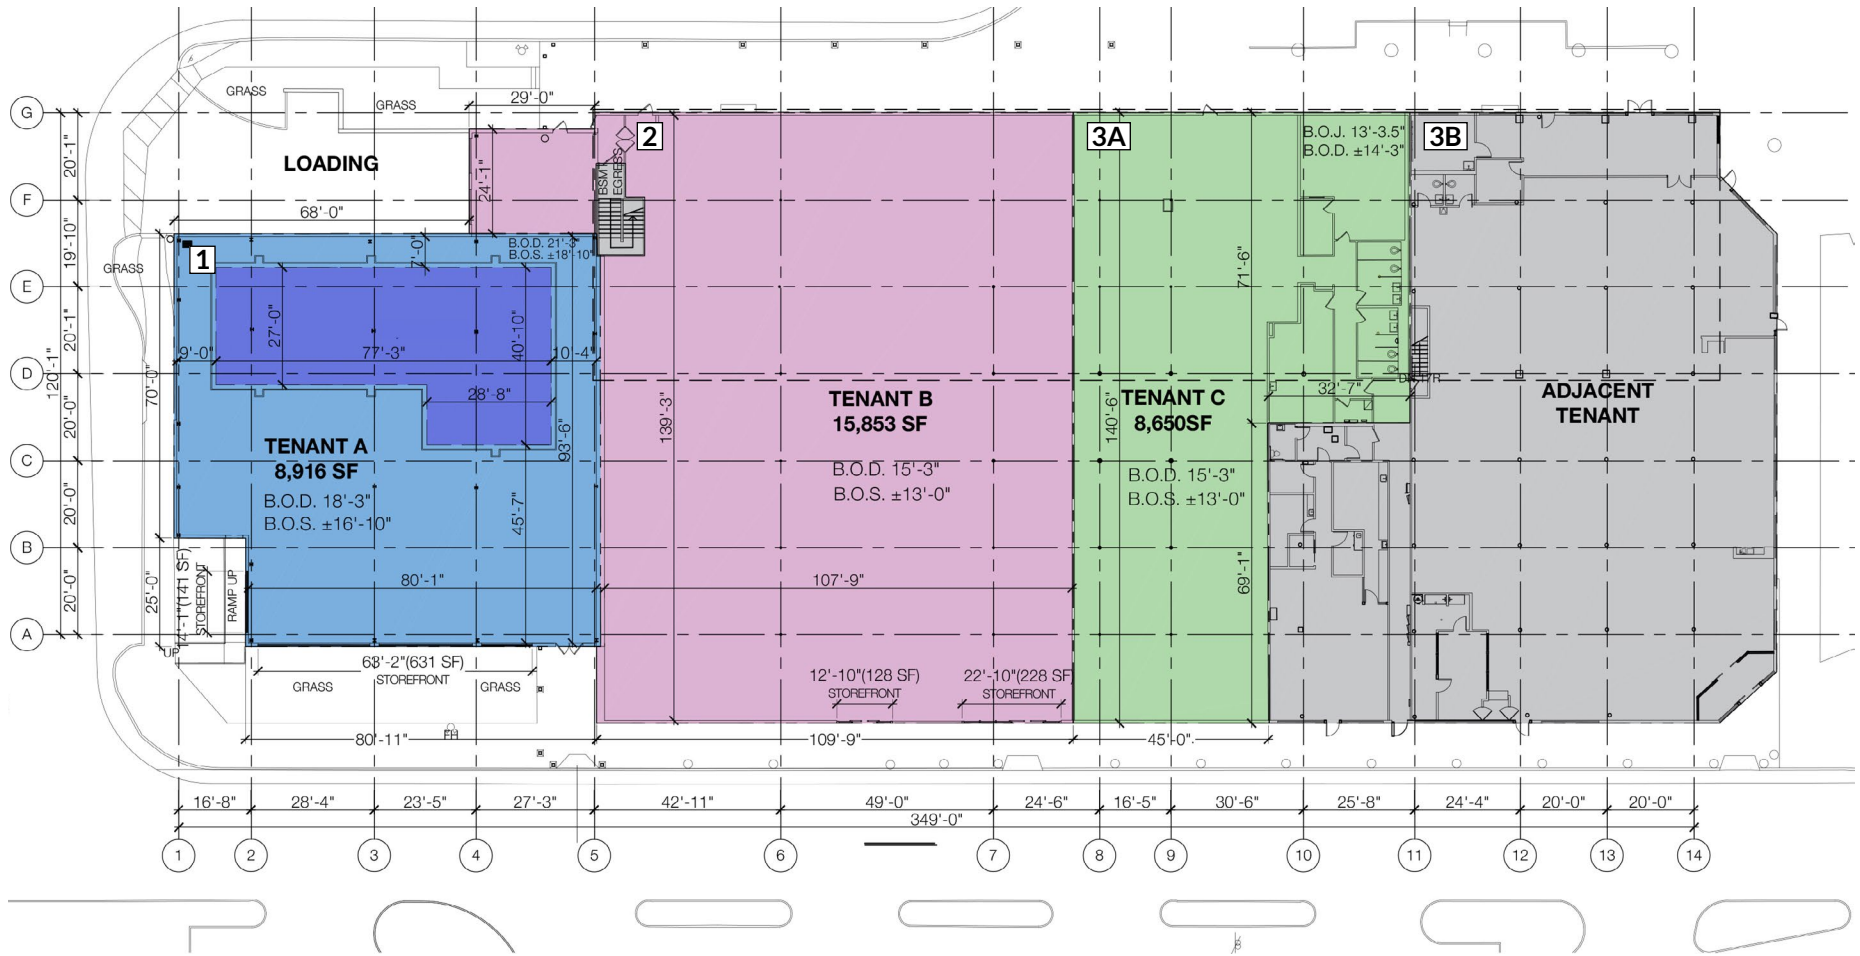 GRASS
GRASS
29'-0"
G
2
3A
B.O.J. 13'-3.5"
B.O.D. ±14'-3"
3B
20'-1"
LOADING
24'-1"
BSMT
EGRESS
F
68'-0"
19'-10"
GRASS
1
7'-0"
B.O.D. 21'-3"
B.O.S. ±18'-10"
71'-6"
E
20'-1"
120'-1"
27'-0"
40'-10"
9'-0"
77'-3"
10'-4"
D
70'-0"
28'-8"
32'-7"
20'-0"
139'-3"
140'-6"
93'-6"
TENANT B
15,853 SF
B.O.D. 15'-3"
B.O.S. ±13'-0"
TENANT C
8,650SF
B.O.D. 15'-3"
B.O.S. ±13'-0"
ADJACENT
TENANT
TENANT A
8,916 SF
B.O.D. 18'-3"
B.O.S. ±16'-10"
C
20'-0"
45'-7"
B
25'-0"
14'-1"(141 SF)
STOREFRONT
RAMP UP
80'-1"
107'-9"
69'-1"
20'-0"
A
UP
63'-2"(631 SF)
STOREFRONT
GRASS
GRASS
12'-10"(128 SF)
STOREFRONT
22'-10"(228 SF)
STOREFRONT
FH
80'-11"
109'-9"
45'-0"
16'-8"
28'-4"
23'-5"
27'-3"
42'-11"
49'-0"
24'-6"
16'-5"
30'-6"
25'-8"
24'-4"
20'-0"
20'-0"
349'-0"
1
2
3
4
5
6
7
8
9
10
11
12
13
14